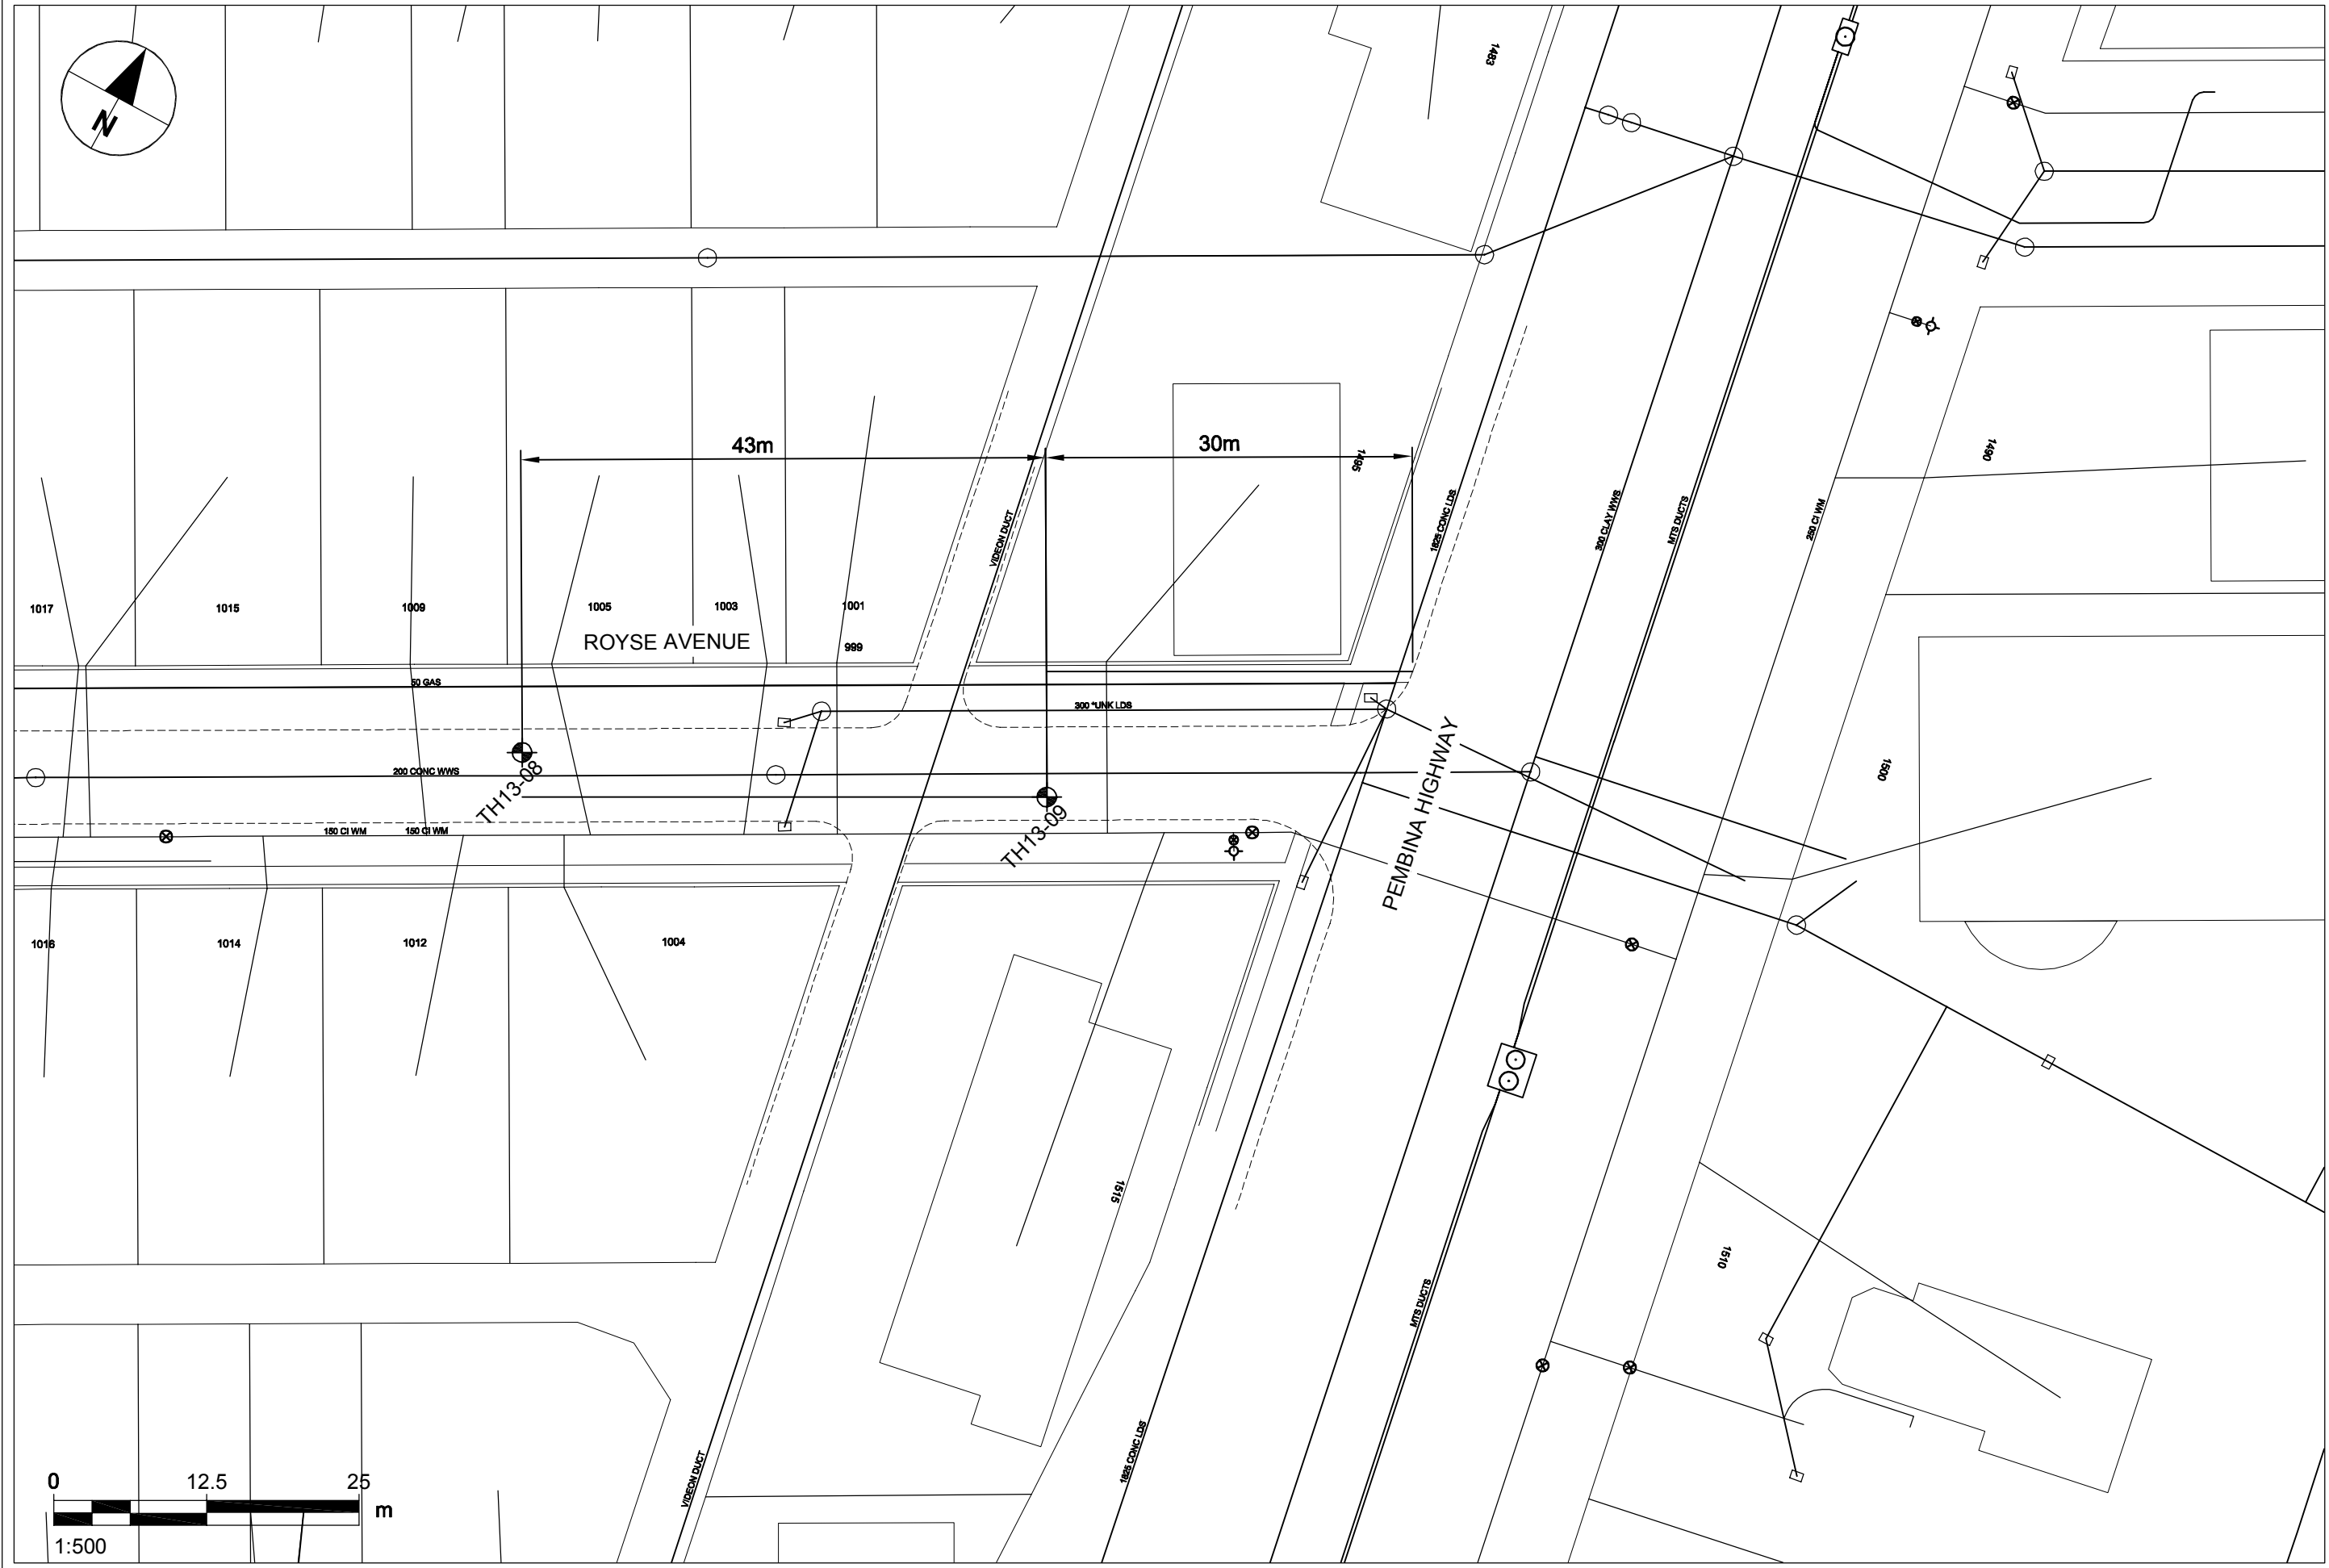 1483
N
43m
30m
1495
1490
VIDEON DUCT
1825 CONC LDS
300 CLAY WWS
MTS DUCTS
250 CI WM
1017
1015
1009
1005
1003
1001
ROYSE AVENUE
999
50 GAS
300 *UNK LDS
PEMBINA HIGHWAY
200 CONC WWS
TH13-08
1500
TH13-09
150 CI WM
150 CI WM
1016
1014
1012
1004
1515
1510
MTS DUCTS
VIDEON DUCT
1825 CONC LDS
0 12.5 25
m
1:500